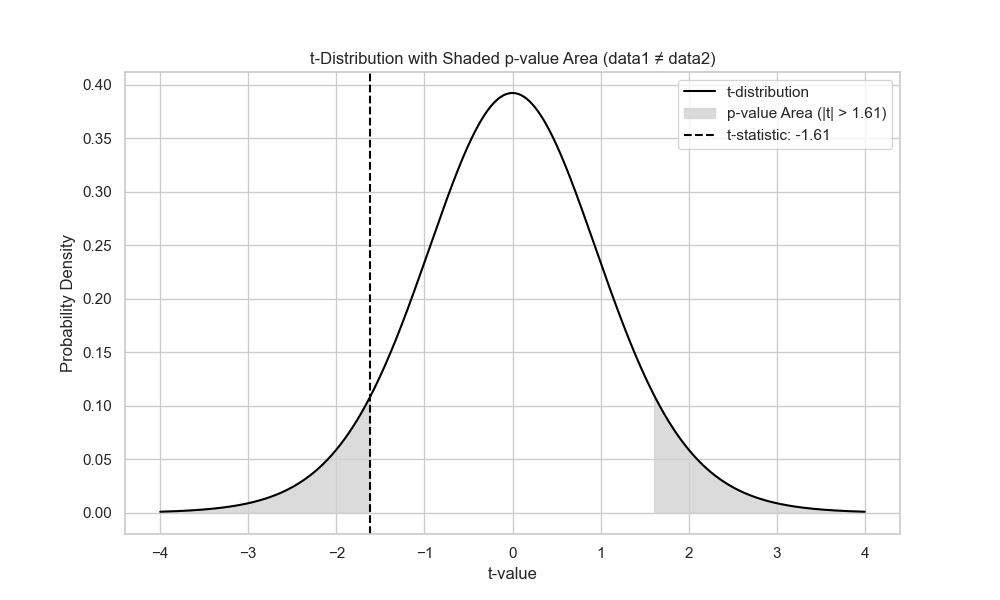 t-Distribution with Shaded p-value Area (data1 ≠ data2)
t-distribution
p-value Area (|t| > 1.61)
t-statistic: -1.61
Probability Density
0.40
0.35
0.30
0.25
0.20
0.15
0.10
0.05
0.00
−4 −3 −2 −1 0 1 2 3 4
t-value